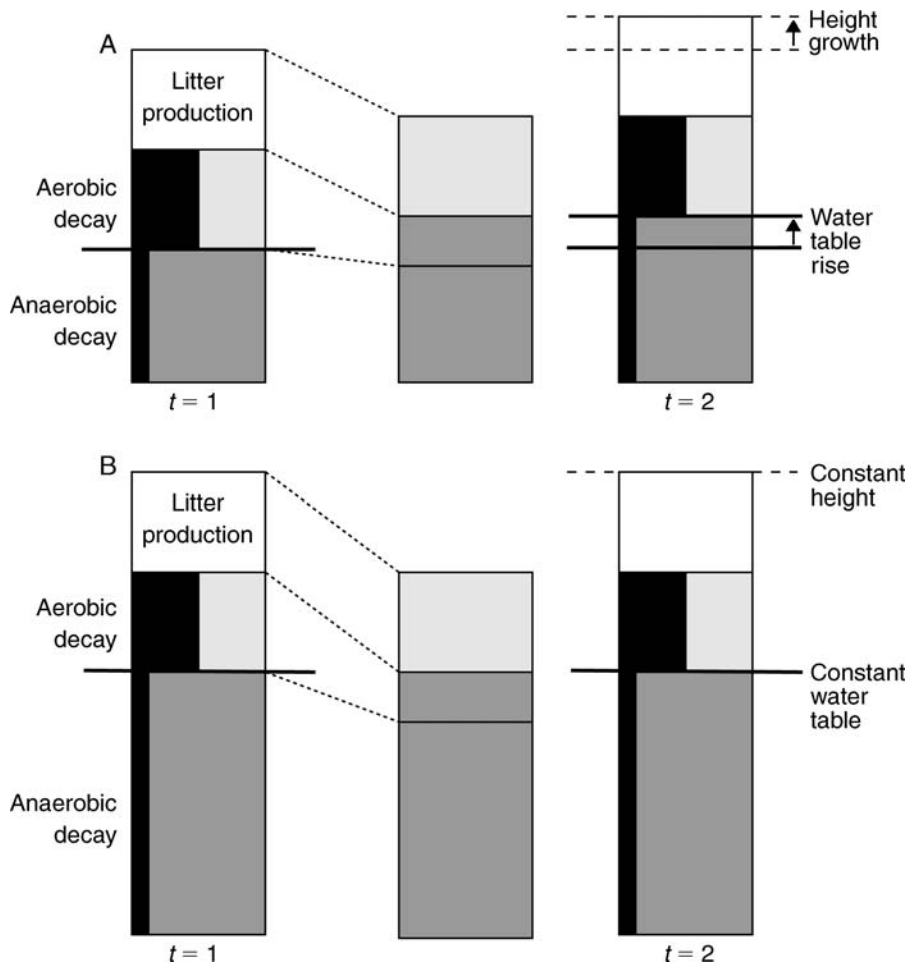 A
Litter
production
Aerobic
decay
Anaerobic
decay
t = 1
Height
growth
Water
table
rise
t = 2
B
Litter
production
Aerobic
decay
Anaerobic
decay
t = 1
Constant
height
Constant
water
table
t = 2